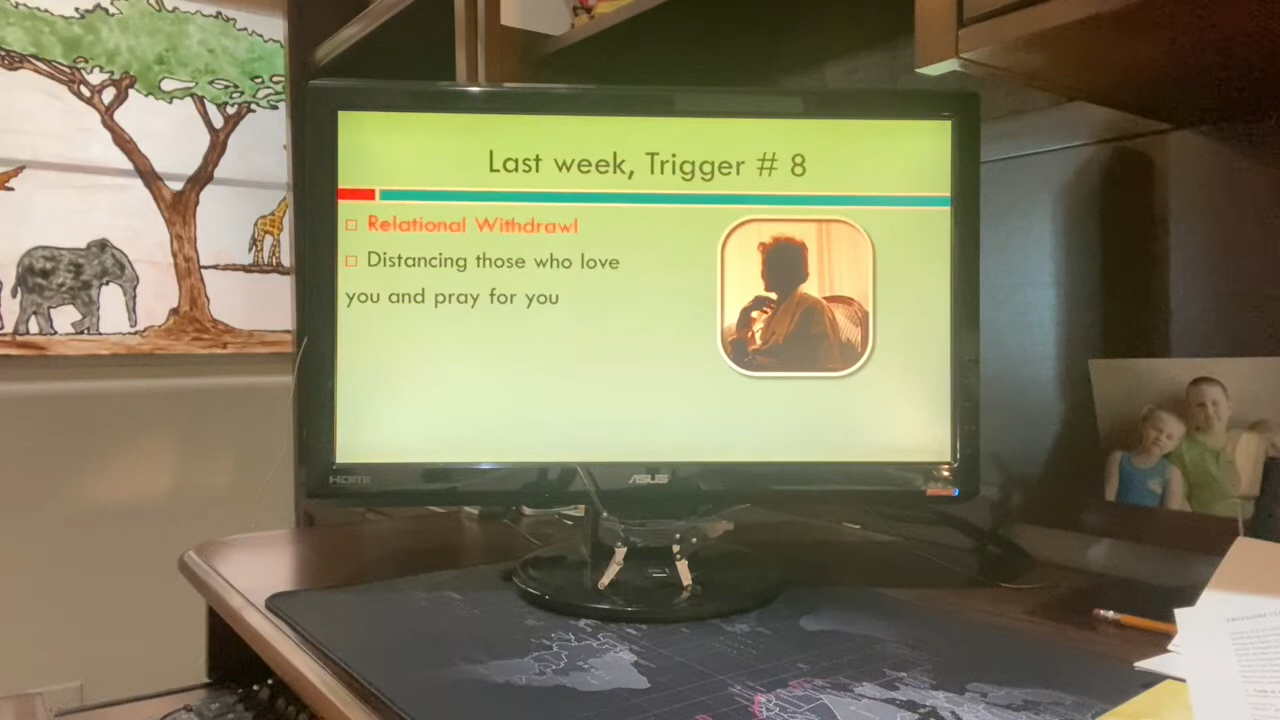 Last week, Trigger # 8
Relational Withdrawl
Distancing those who love
you and pray for you
HDMI
ASUS